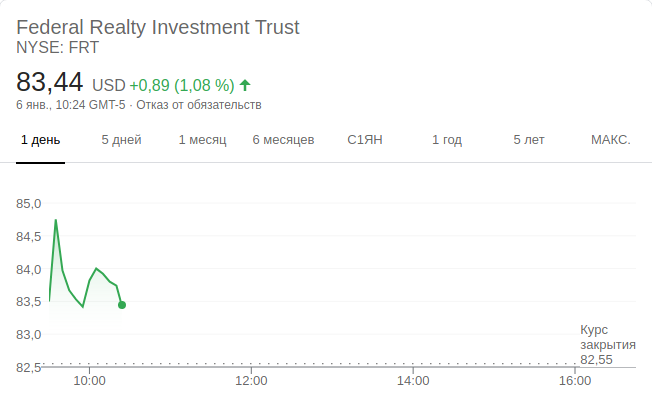 Federal Realty Investment Trust
NYSE: FRT
83,44 USD +0,89 (1,08 %)
6 янв., 10:24 GMT-5 · Отказ от обязательств
1 день 5 дней 1 месяц 6 месяцев С1ЯН 1 год 5 лет МАКС.
85,0
84,5
84,0
83,5
83,0
82,5
Курс
закрытия
82,55
10:00 12:00 14:00 16:00